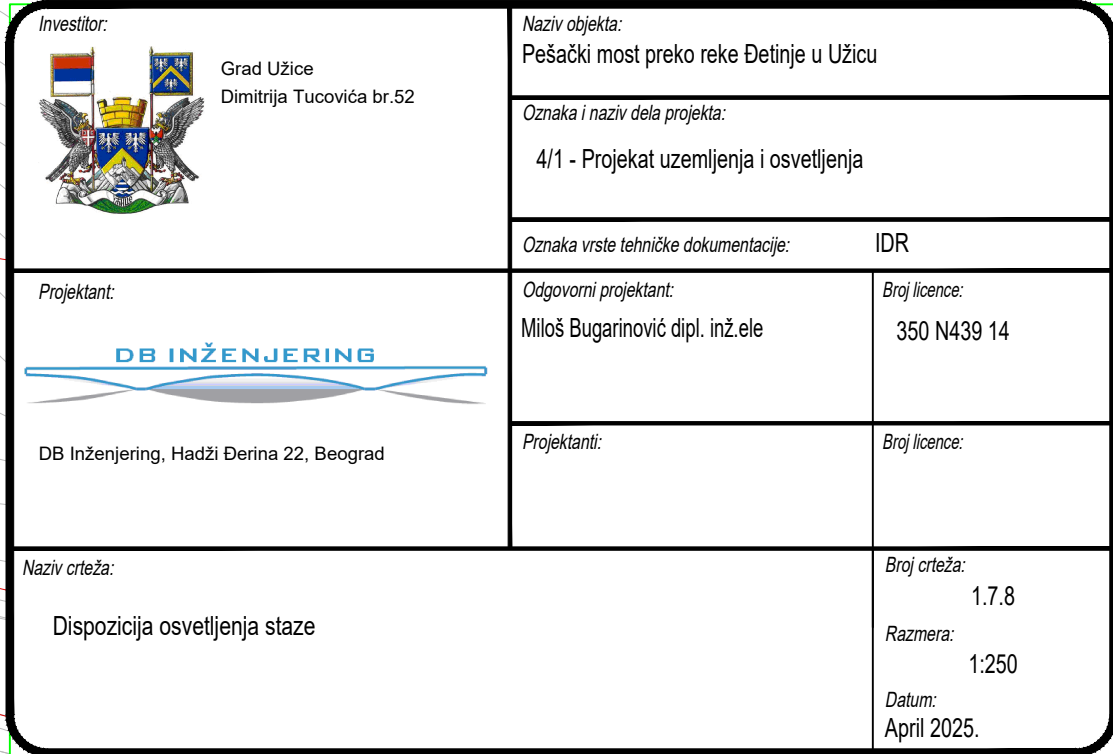 Investitor:
Grad Užice
Dimitrija Tucovića br.52
Naziv objekta:
Pešački most preko reke Đetinje u Užicu
Oznaka i naziv dela projekta:
4/1 - Projekat uzemljenja i osvetljenja
Oznaka vrste tehničke dokumentacije:
IDR
Projektant:
DB INŽENJERING
DB Inženjering, Hadži Đerina 22, Beograd
Odgovorni projektant:
Miloš Bugarinović dipl. inž.ele
Broj licence:
350 N439 14
Projektanti:
Broj licence:
Naziv crteža:
Dispozicija osvetljenja staze
Broj crteža:
1.7.8
Razmera:
1:250
Datum:
April 2025.